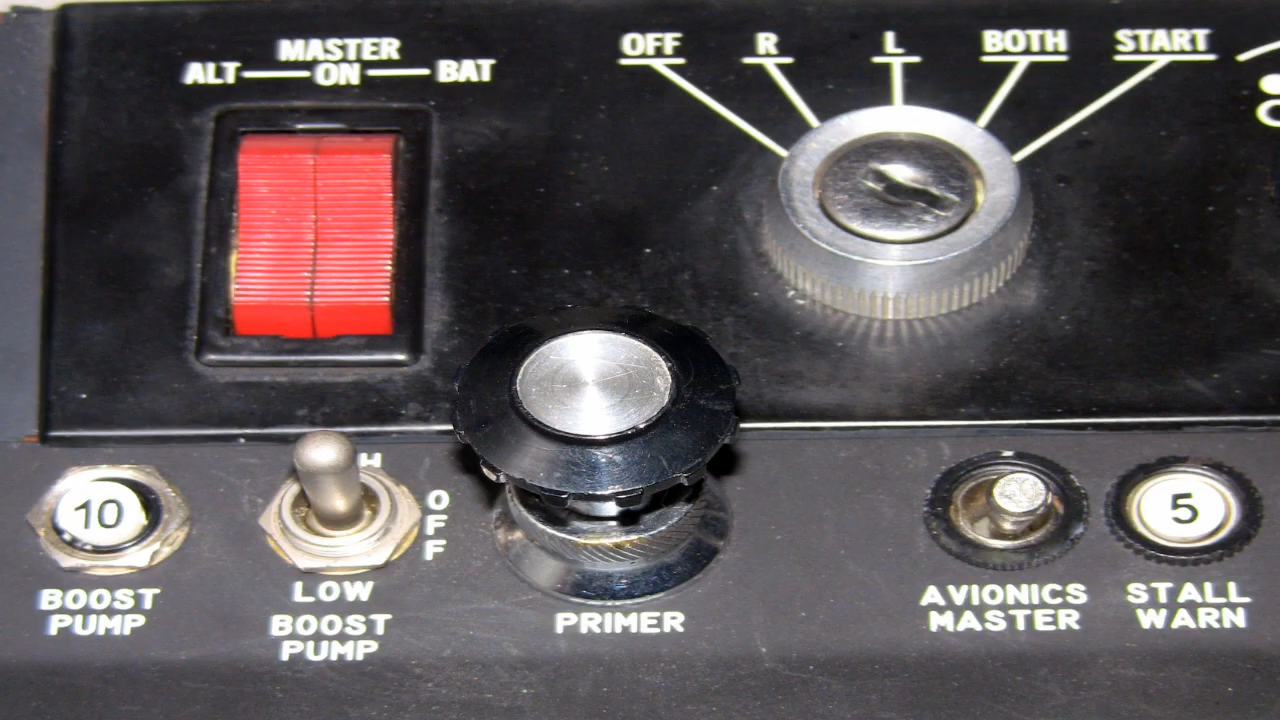 MASTER
ALT ON BAT
OFF R L BOTH START
10
H
OFF
5
BOOST
PUMP
LOW
BOOST
PUMP
PRIMER
AVIONICS
MASTER
STALL
WARN